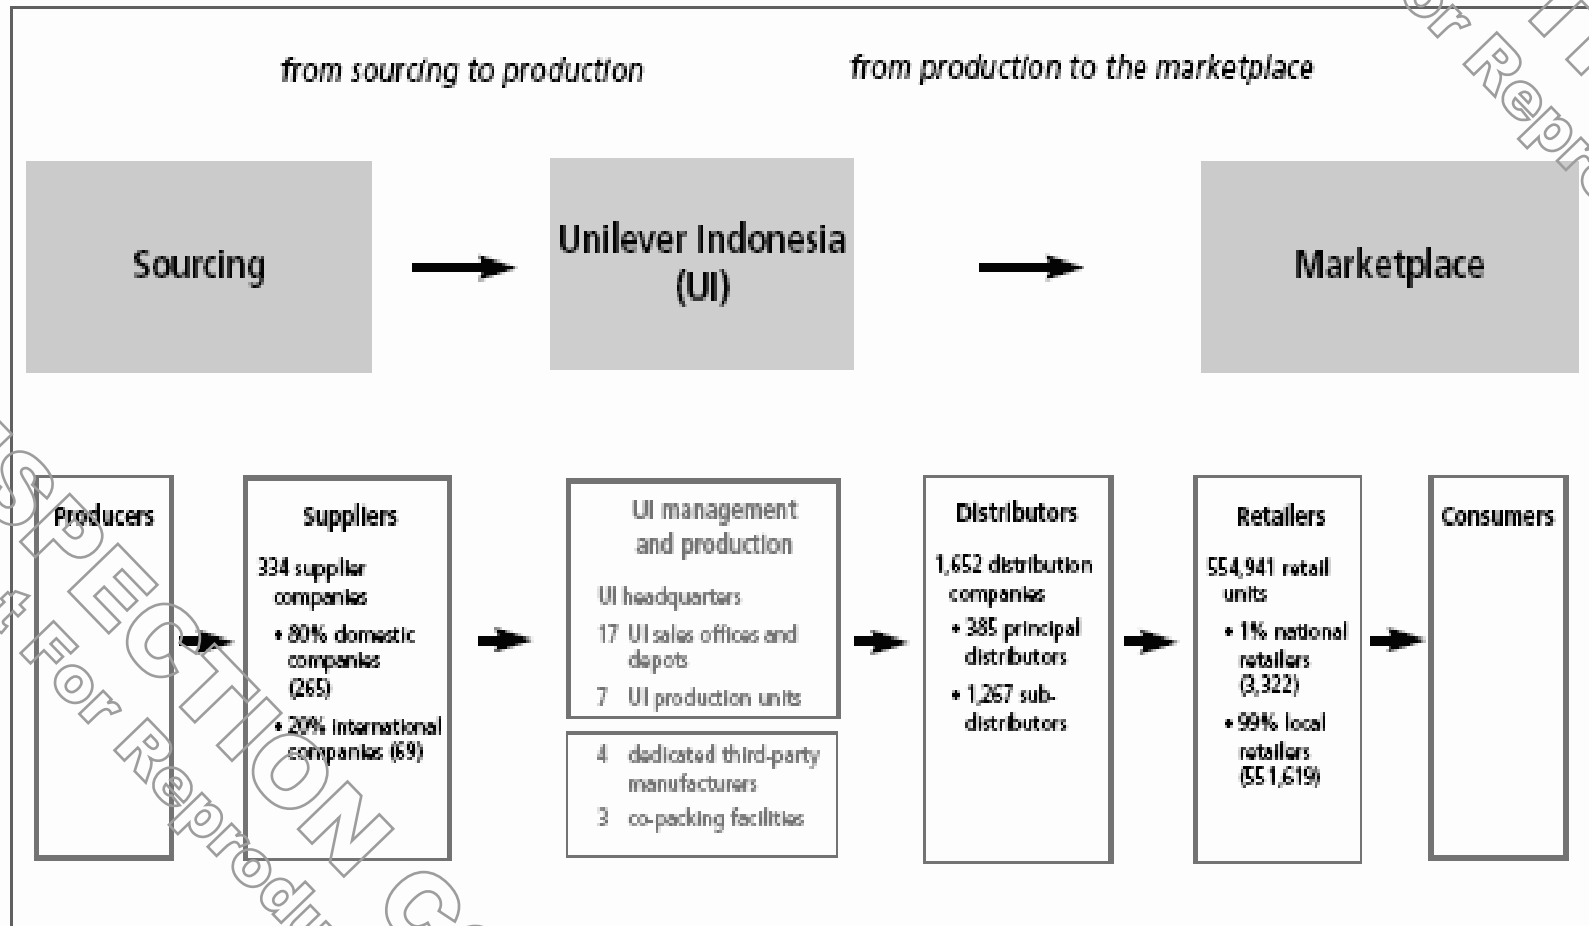 from sourcing to production
from production to the marketplace
Sourcing
Unilever Indonesia
(UI)
Marketplace
Producers
Suppliers
334 supplier
companies
• 80% domestic
companies
(265)
• 20% international
companies (69)
UI management
and production
UI headquarters
17 UI sales offices and
depots
7 UI production units
4 dedicated third-party
manufacturers
3 co-packing facilities
Distributors
1,652 distribution
companies
• 385 principal
distributors
• 1,267 sub-
distributors
Retailers
554,941 retail
units
• 1% national
retailers
(3,322)
• 99% local
retailers
(551,619)
Consumers
For Reprodu